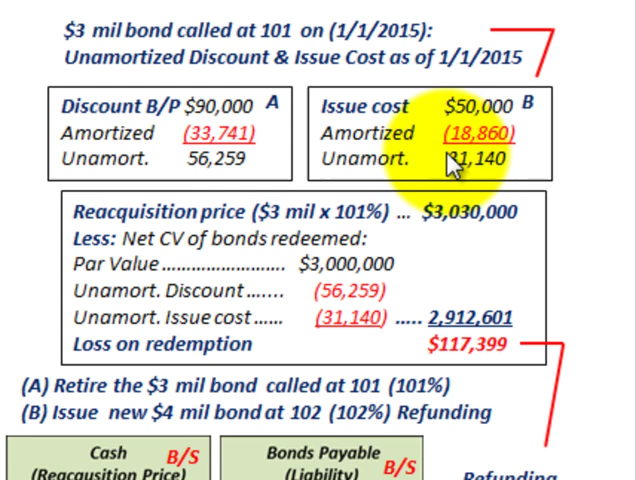 $3 mil bond called at 101 on (1/1/2015):
Unamortized Discount & Issue Cost as of 1/1/2015
Discount B/P $90,000 A
Amortized (33,741)
Unamort. 56,259
Issue cost $50,000 B
Amortized (18,860)
Unamort. 31,140
Reacquisition price ($3 mil x 101%) ... $3,030,000
Less: Net CV of bonds redeemed:
Par Value ........................ $3,000,000
Unamort. Discount ....... (56,259)
Unamort. Issue cost ...... (31,140) ..... 2,912,601
Loss on redemption $117,399
(A) Retire the $3 mil bond called at 101 (101%)
(B) Issue new $4 mil bond at 102 (102%) Refunding
Cash B/S
(Reacqusition Price)
Bonds Payable
(Liability) B/S
Refunding